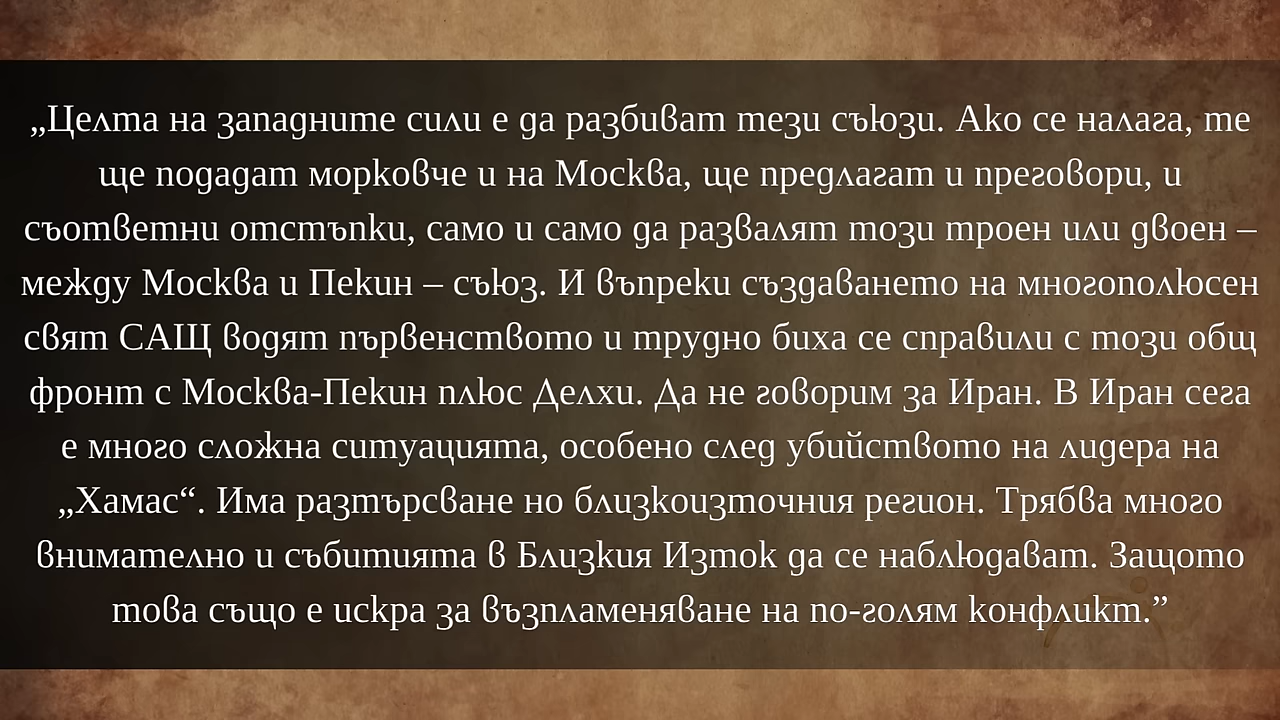 „Целта на западните сили е да разбиват тези съюзи. Ако се налага, те
ще подадат морковче и на Москва, ще предлагат и преговори, и
съответни отстъпки, само и само да развалят този троен или двоен –
между Москва и Пекин – съюз. И въпреки създаването на многополюсен
свят САЩ водят първенството и трудно биха се справили с този общ
фронт с Москва-Пекин плюс Делхи. Да не говорим за Иран. В Иран сега
е много сложна ситуацията, особено след убийството на лидера на
„Хамас“. Има разтърсване но близкоизточния регион. Трябва много
внимателно и събитията в Близкия Изток да се наблюдават. Защото
това също е искра за възпламеняване на по-голям конфликт.”